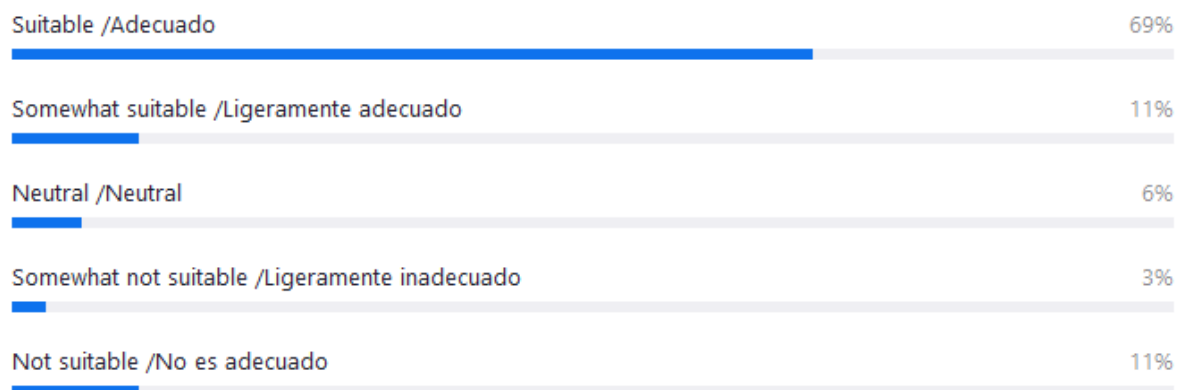 Suitable /Adecuado 69%
Somewhat suitable /Ligeramente adecuado 11%
Neutral /Neutral 6%
Somewhat not suitable /Ligeramente inadecuado 3%
Not suitable /No es adecuado 11%